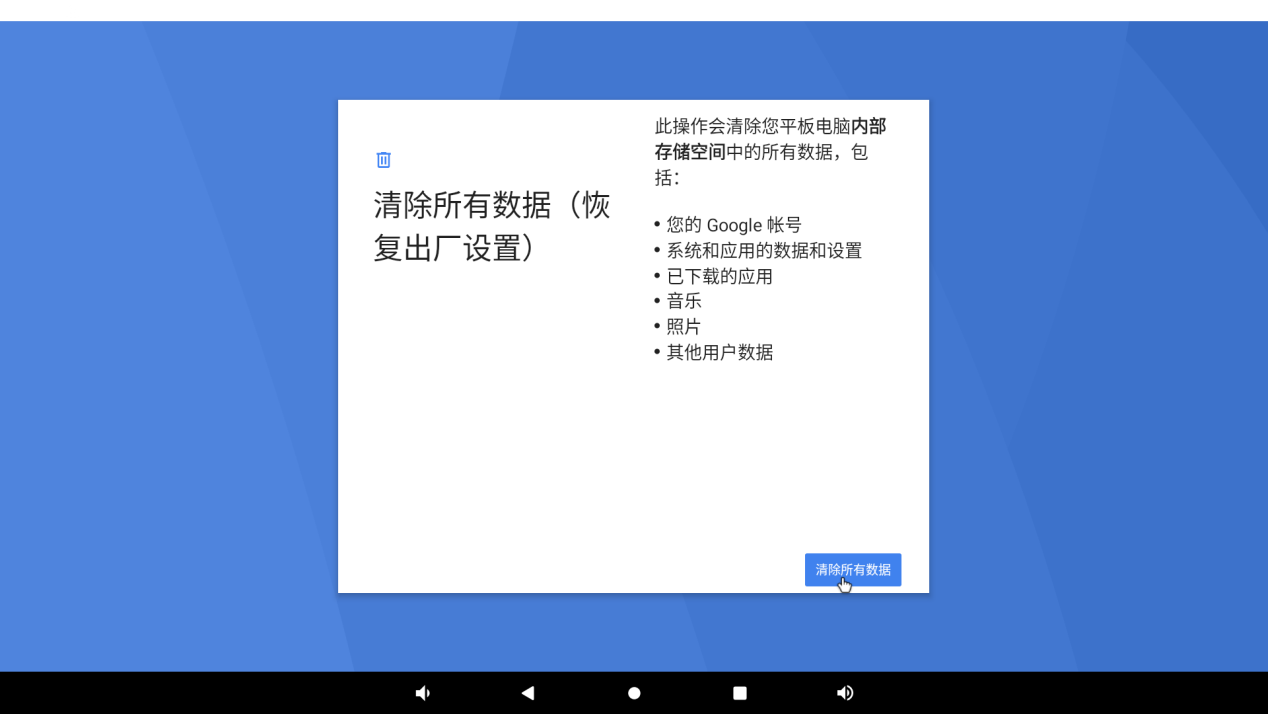 清除所有数据（恢
复出厂设置）
此操作会清除您平板电脑内部
存储空间中的所有数据，包
括：
• 您的 Google 帐号
• 系统和应用的数据和设置
• 已下载的应用
• 音乐
• 照片
• 其他用户数据
清除所有数据